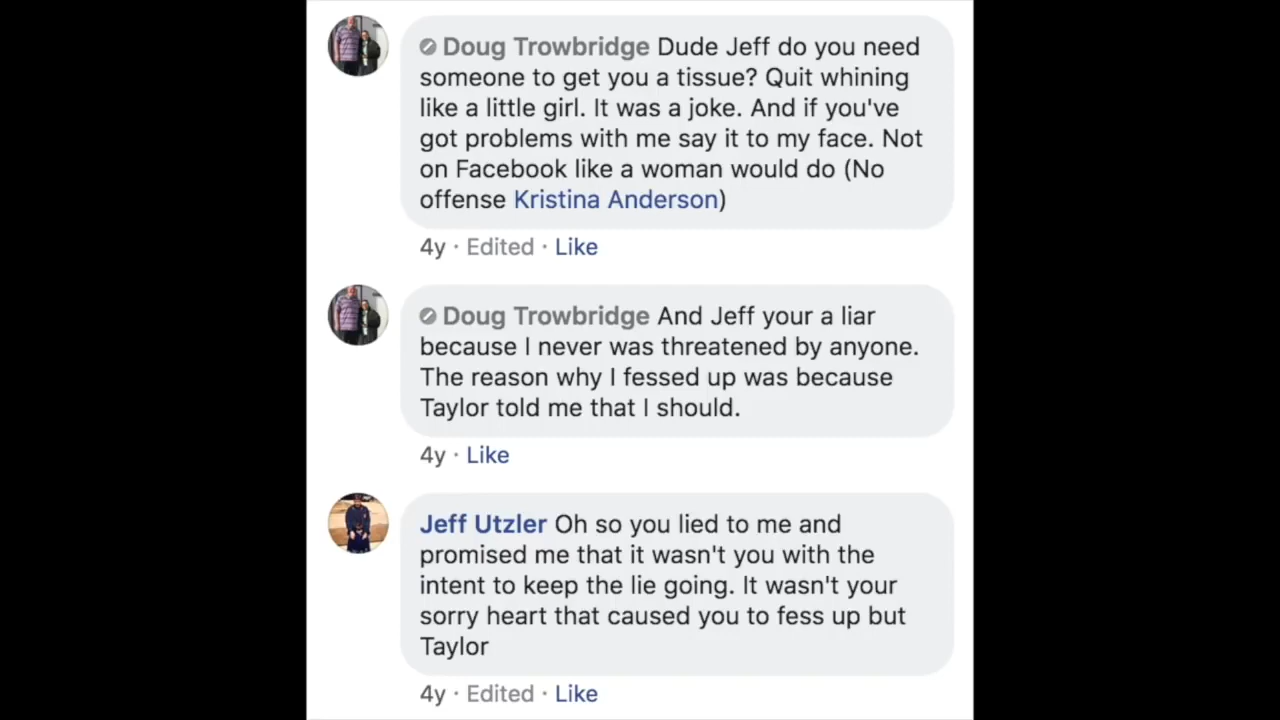 Doug Trowbridge Dude Jeff do you need
someone to get you a tissue? Quit whining
like a little girl. It was a joke. And if you've
got problems with me say it to my face. Not
on Facebook like a woman would do (No
offense Kristina Anderson)
4y · Edited · Like
Doug Trowbridge And Jeff your a liar
because I never was threatened by anyone.
The reason why I fessed up was because
Taylor told me that I should.
4y · Like
Jeff Utzler Oh so you lied to me and
promised me that it wasn't you with the
intent to keep the lie going. It wasn't your
sorry heart that caused you to fess up but
Taylor
4y · Edited · Like